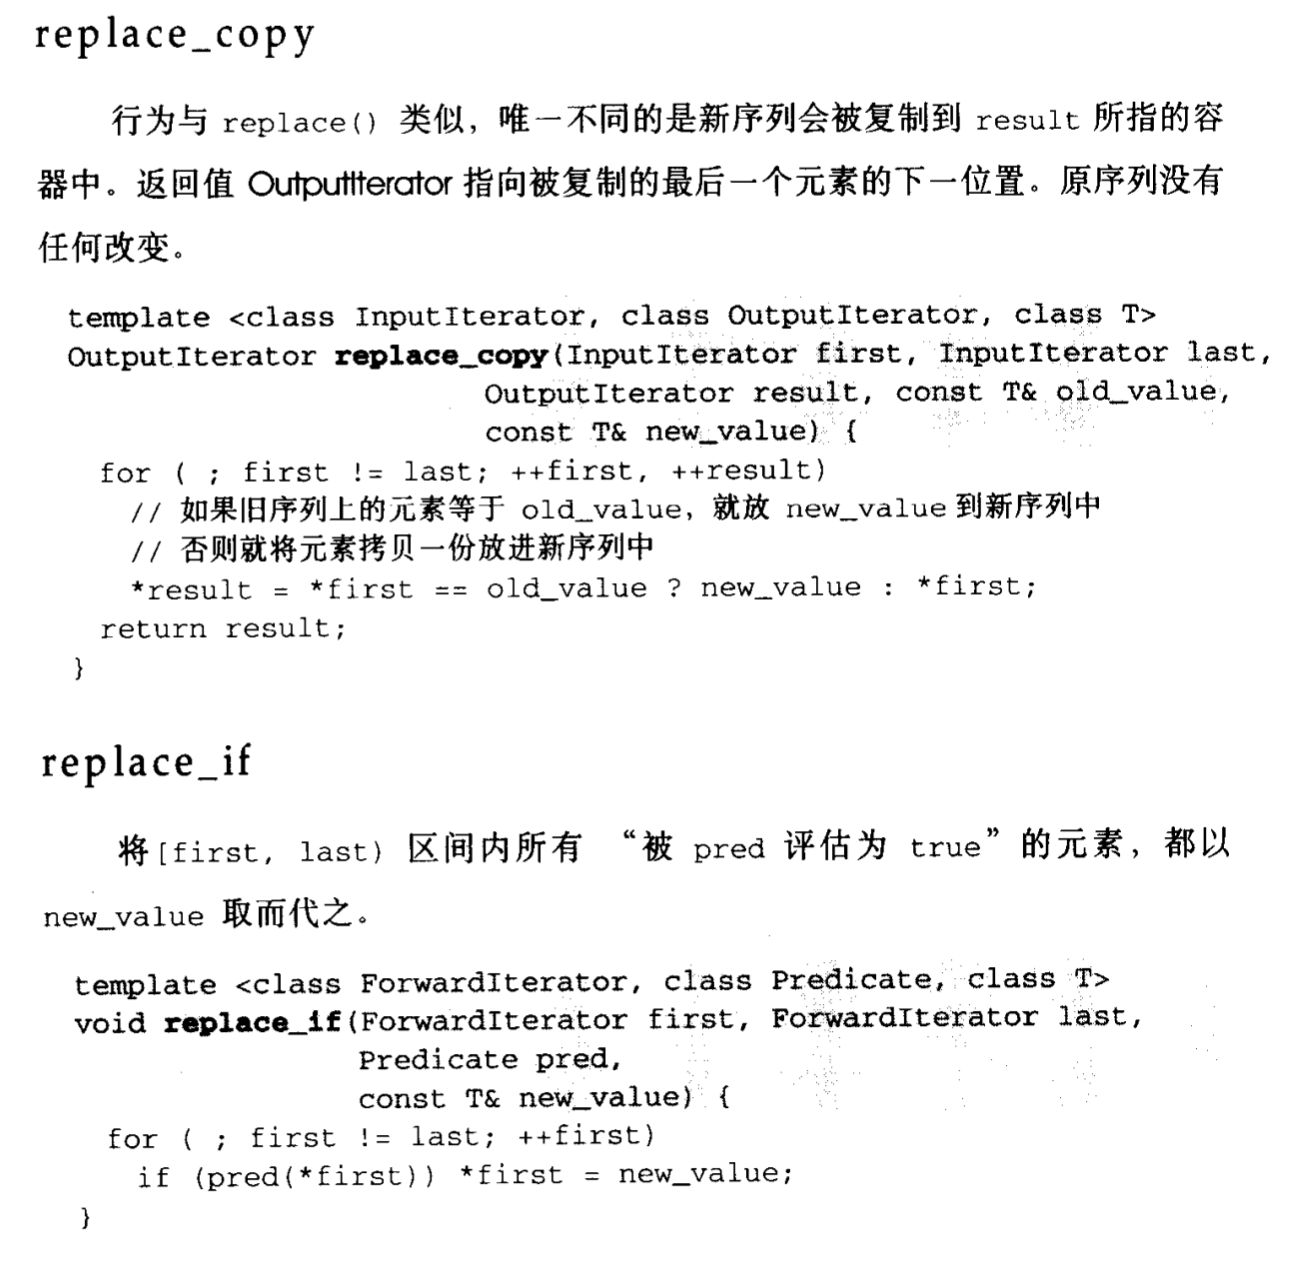 replace_copy
行为与 replace() 类似，唯一不同的是新序列会被复制到 result 所指的容
器中。返回值 OutputIterator 指向被复制的最后一个元素的下一位置。原序列没有
任何改变。
template <class InputIterator, class OutputIterator, class T>
OutputIterator replace_copy(InputIterator first, InputIterator last,
OutputIterator result, const T& old_value,
const T& new_value) {
for ( ; first != last; ++first, ++result)
// 如果旧序列上的元素等于 old_value, 就放 new_value 到新序列中
// 否则就将元素拷贝一份放进新序列中
*result = *first == old_value ? new_value : *first;
return result;
}
replace_if
将[first, last) 区间内所有 “被 pred 评估为 true”的元素，都以
new_value 取而代之。
template <class ForwardIterator, class Predicate, class T>
void replace_if(ForwardIterator first, ForwardIterator last,
Predicate pred,
const T& new_value) {
for ( ; first != last; ++first)
if (pred(*first)) *first = new_value;
}